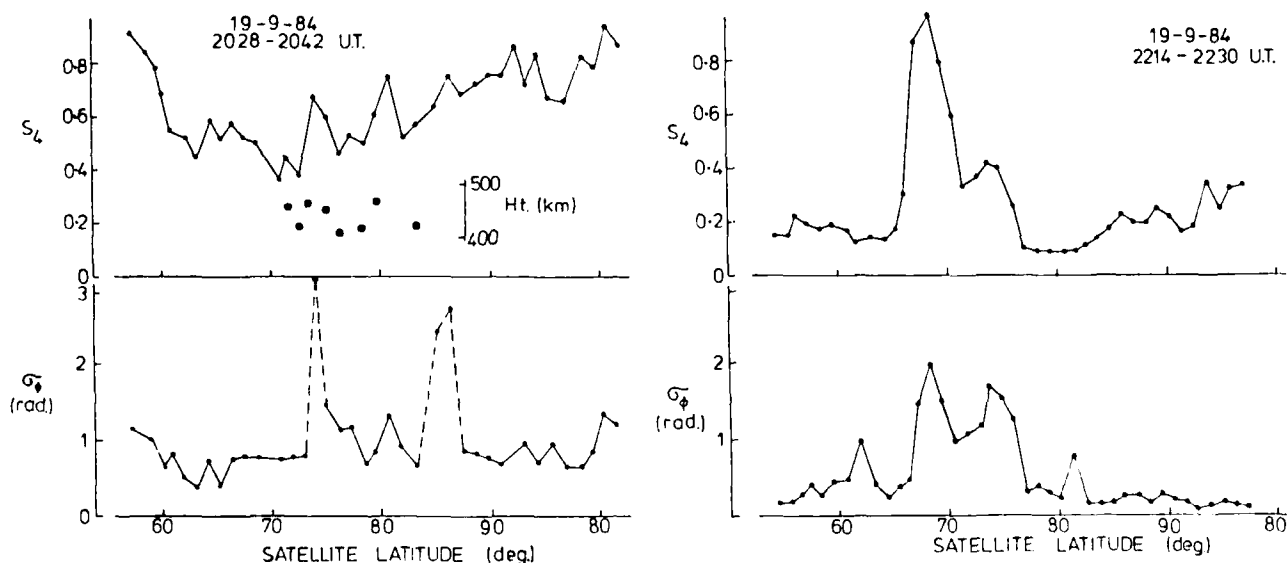 19-9-84
2028-2042 U.T.
0·8
0·6
S4
0·4
0·2
0
500
Ht. (km)
400
3
2
σφ
(rad.)
1
0
60 70 80 90 80
SATELLITE LATITUDE (deg.)
19-9-84
2214-2230 U.T.
0·8
0·6
S4
0·4
0·2
0
2
σφ
(rad.)
1
0
60 70 80 90 80
SATELLITE LATITUDE (deg)